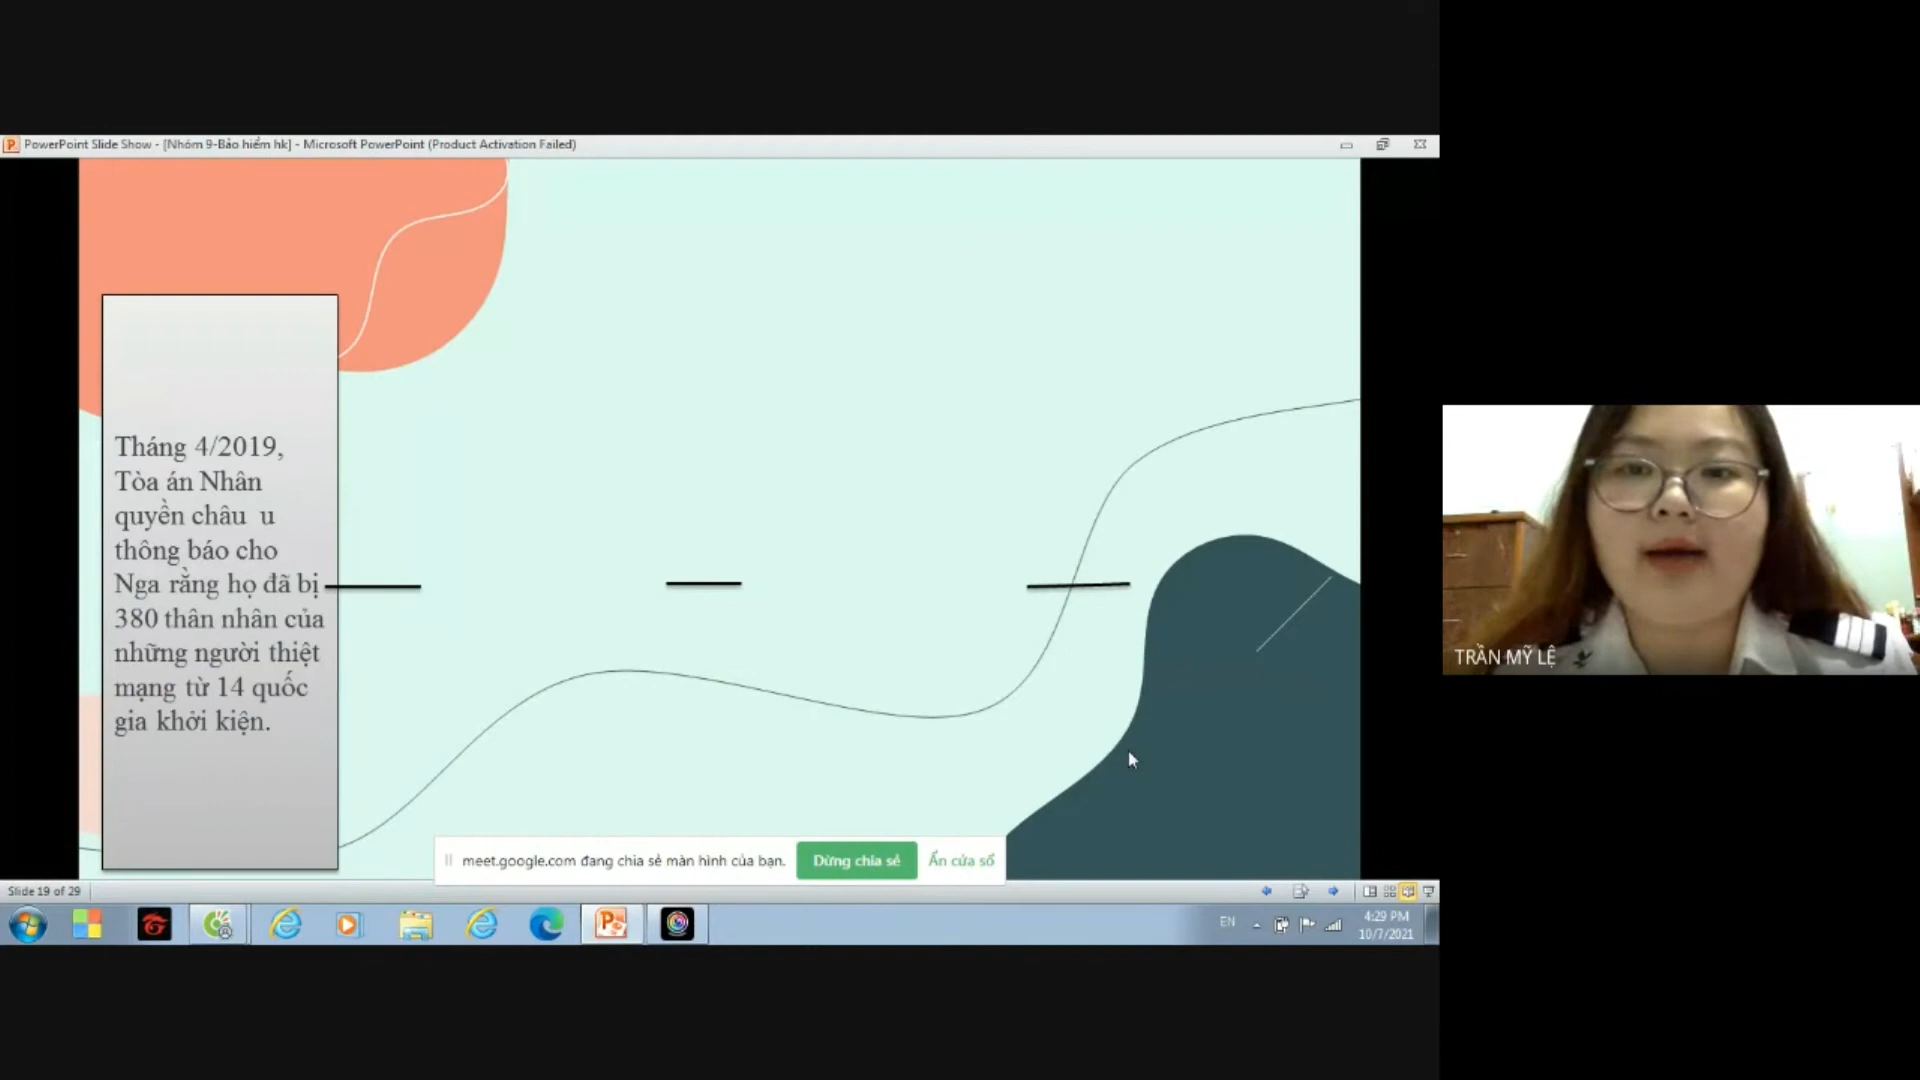 PowerPoint Slide Show - [Nhóm 9-Bảo hiểm hk] - Microsoft PowerPoint (Product Activation Failed)
Tháng 4/2019,
Tòa án Nhân
quyền châu  u
thông báo cho
Nga rằng họ đã bị
380 thân nhân của
những người thiệt
mạng từ 14 quốc
gia khởi kiện.
TRẦN MỸ LỆ
meet.google.com đang chia sẻ màn hình của bạn.
Dừng chia sẻ
Ẩn cửa sổ
Slide 19 of 29
EN
4:29 PM
10/7/2021